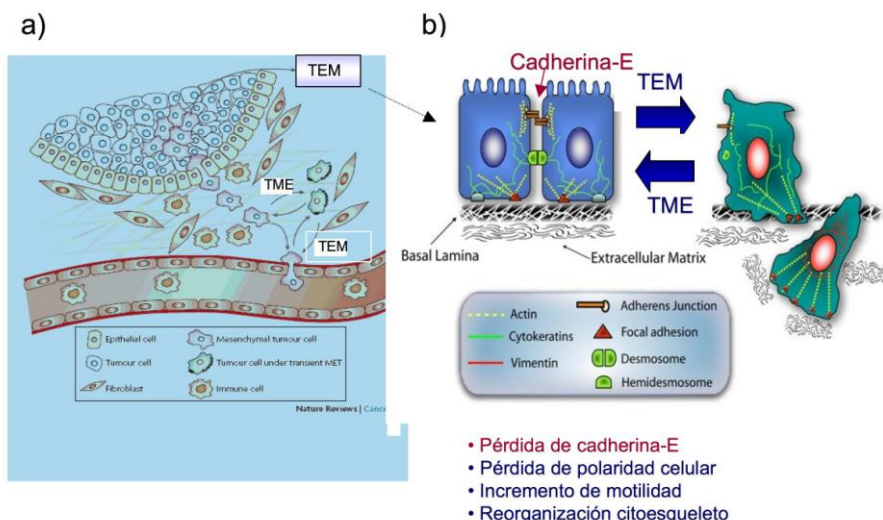 a)
TEM
TME
TEM
Epithelial cell
Tumour cell
Fibroblast
Mesenchymal tumour cell
Tumour cell under transient MET
Immune cell
Nature Reviews | Cance
b)
Cadherina-E
TEM
TME
Basal Lamina
Extracellular Matrix
Actin
Cytokeratins
Vimentin
Adherens Junction
Focal adhesion
Desmosome
Hemidesmosome
• Pérdida de cadherina-E
• Pérdida de polaridad celular
• Incremento de motilidad
• Reorganización citoesqueleto